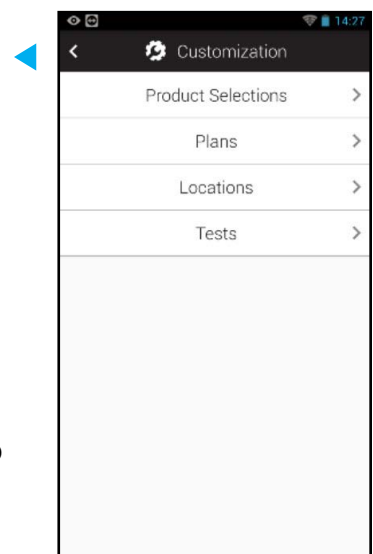 14:27
Customization
Product Selections
Plans
Locations
Tests